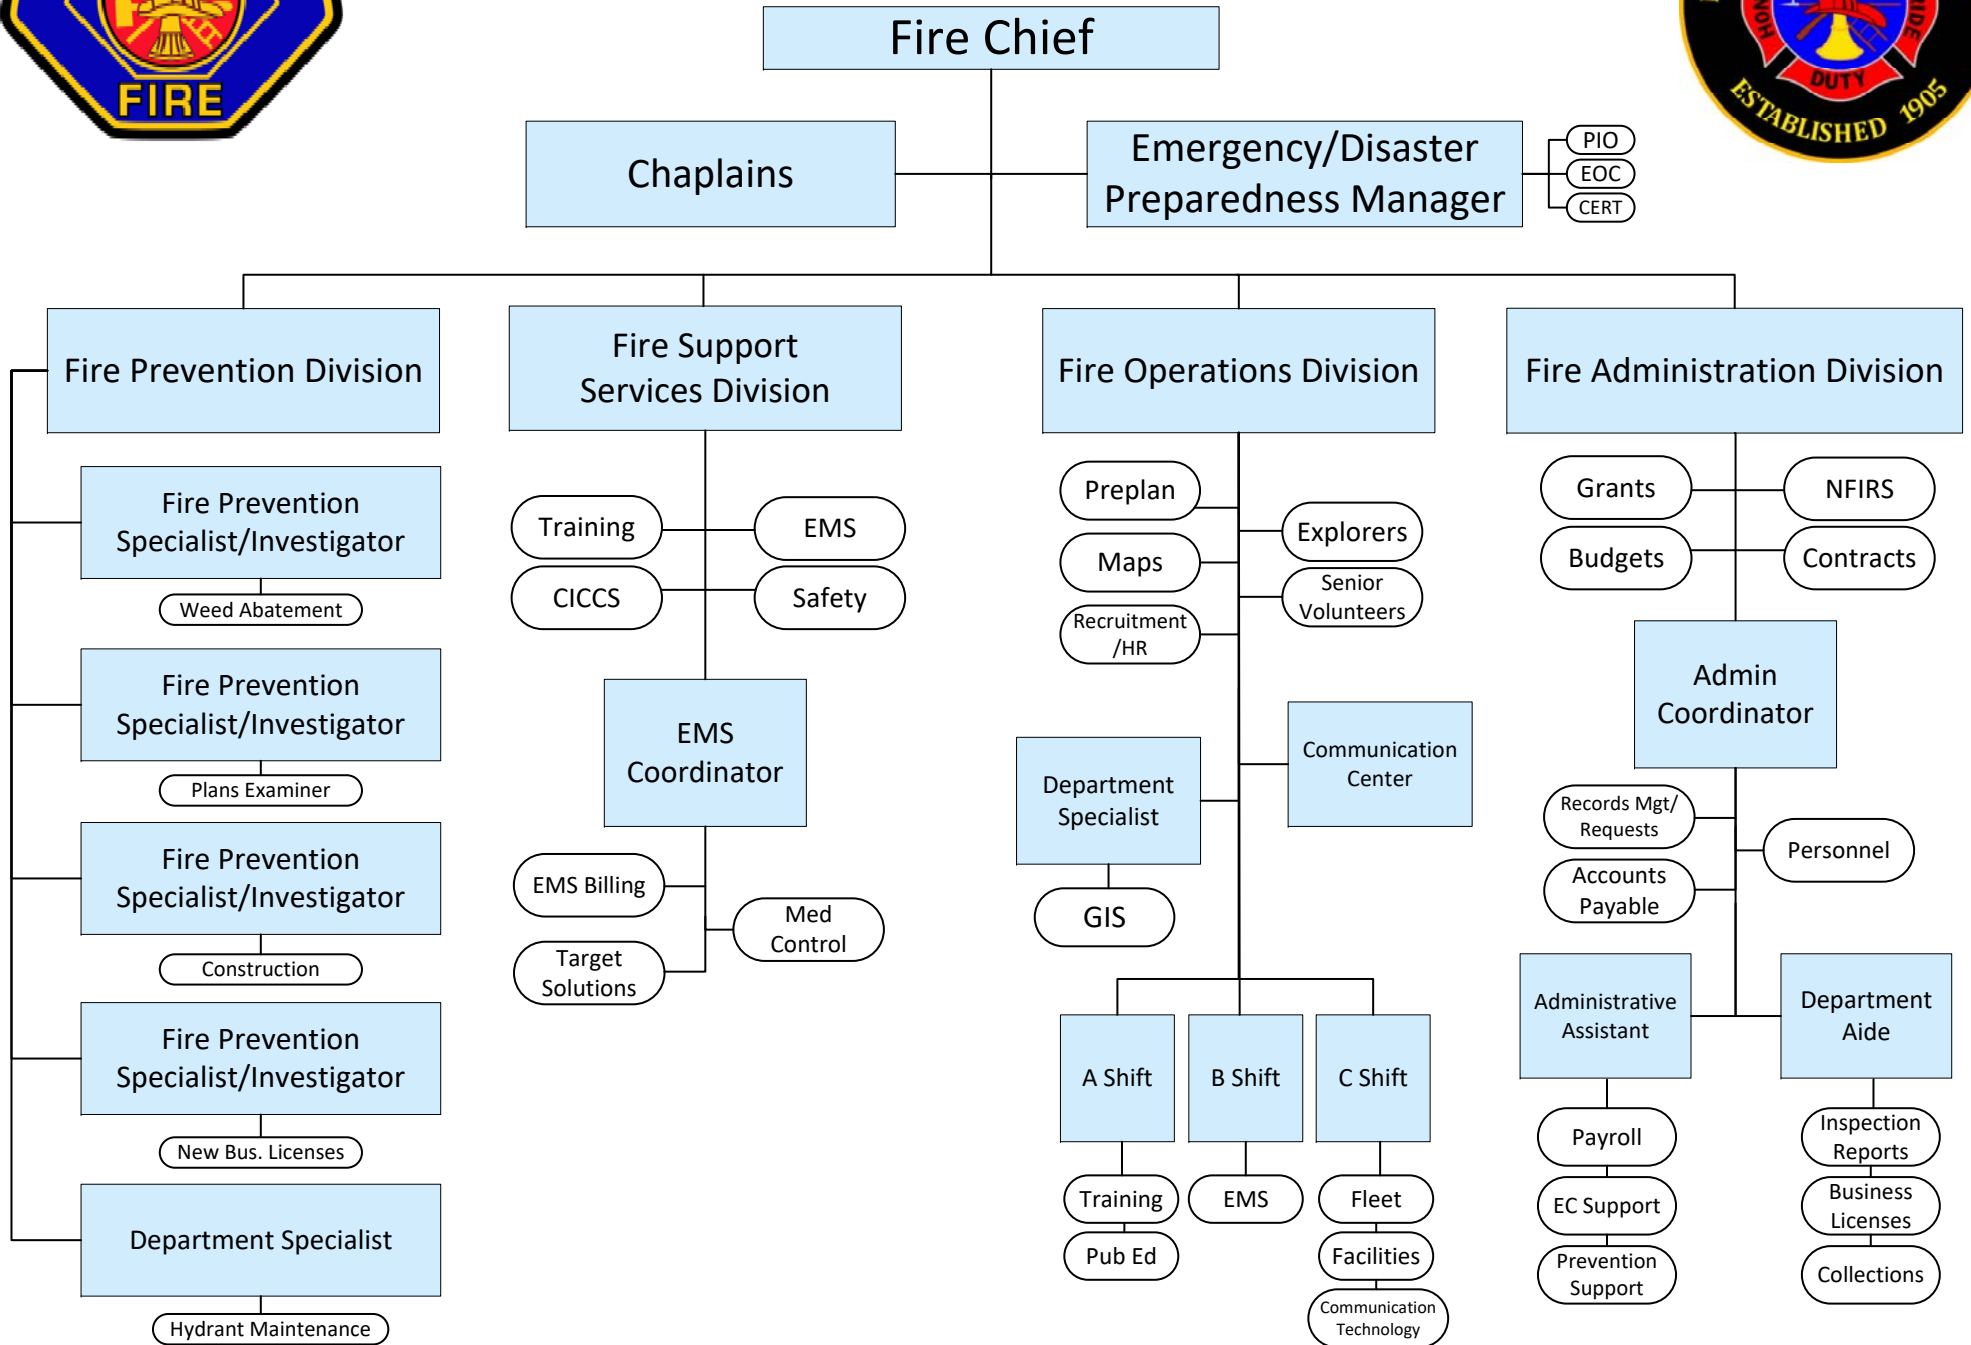 FIRE
Fire Chief
DUTY
ESTABLISHED 1905
Chaplains
Emergency/Disaster
Preparedness Manager
PIO
EOC
CERT
Fire Prevention Division
Fire Prevention
Specialist/Investigator
Weed Abatement
Fire Prevention
Specialist/Investigator
Plans Examiner
Fire Prevention
Specialist/Investigator
Construction
Fire Prevention
Specialist/Investigator
New Bus. Licenses
Department Specialist
Hydrant Maintenance
Fire Support
Services Division
Training
EMS
CICCS
Safety
EMS
Coordinator
EMS Billing
Med
Control
Target
Solutions
Fire Operations Division
Preplan
Explorers
Maps
Senior
Volunteers
Recruitment
/HR
Communication
Center
Department
Specialist
GIS
A Shift
B Shift
C Shift
Training
Pub Ed
EMS
Fleet
Facilities
Communication
Technology
Fire Administration Division
Grants
NFIRS
Budgets
Contracts
Admin
Coordinator
Records Mgt/
Requests
Personnel
Accounts
Payable
Administrative
Assistant
Department
Aide
Payroll
EC Support
Prevention
Support
Inspection
Reports
Business
Licenses
Collections